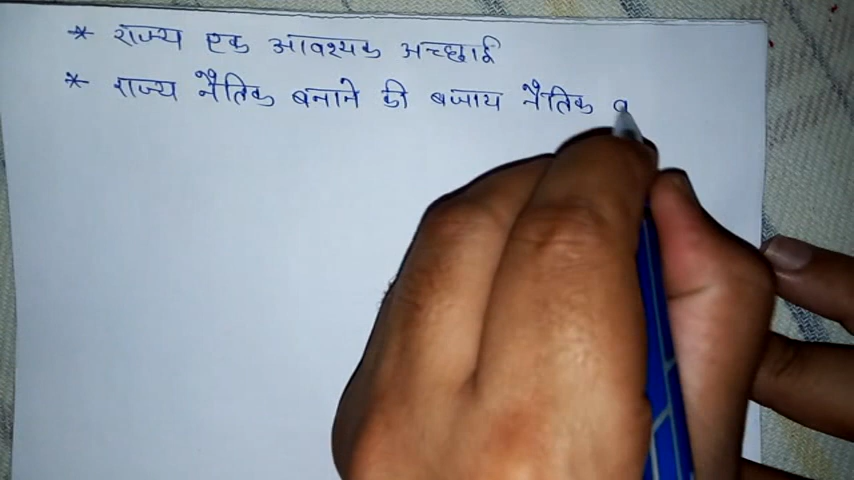 * राज्य एक आवश्यक अच्छाई
* राज्य नैतिक बनाने की बजाय नैतिक